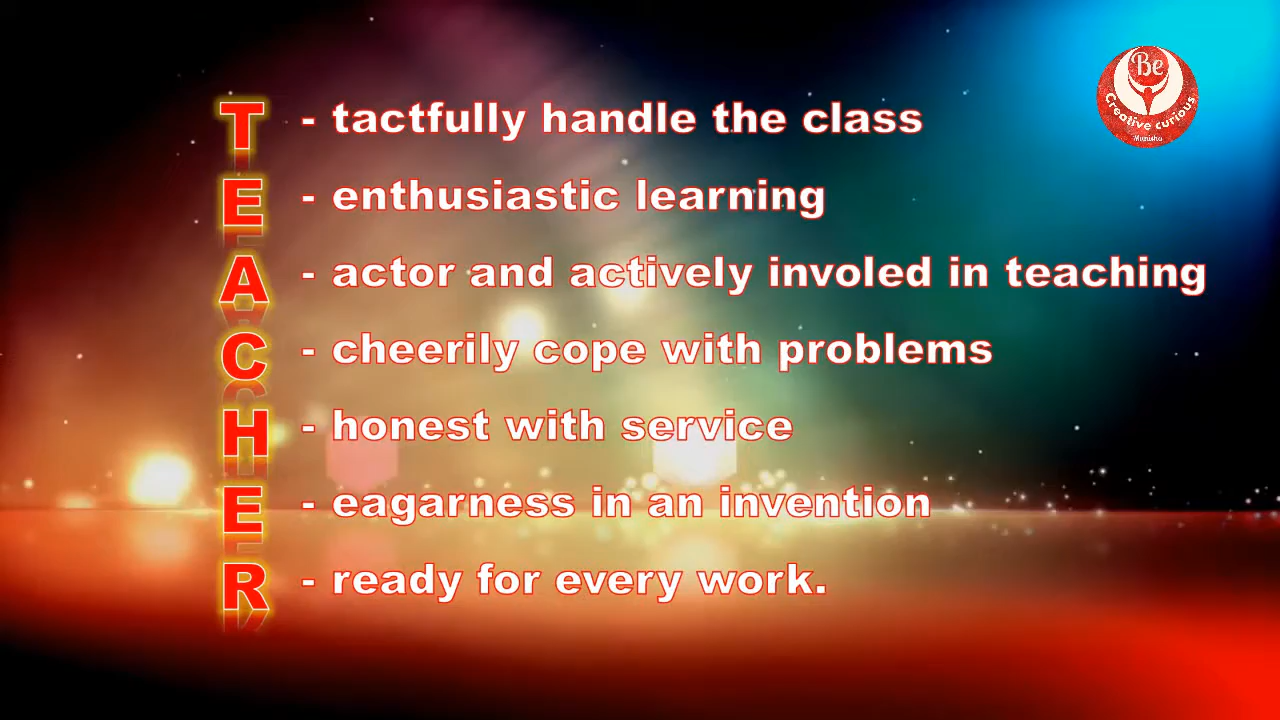 T - tactfully handle the class
E - enthusiastic learning
A - actor and actively involed in teaching
C - cheerily cope with problems
H - honest with service
E - eagarness in an invention
R - ready for every work.
Be
Creative curious
Manisha